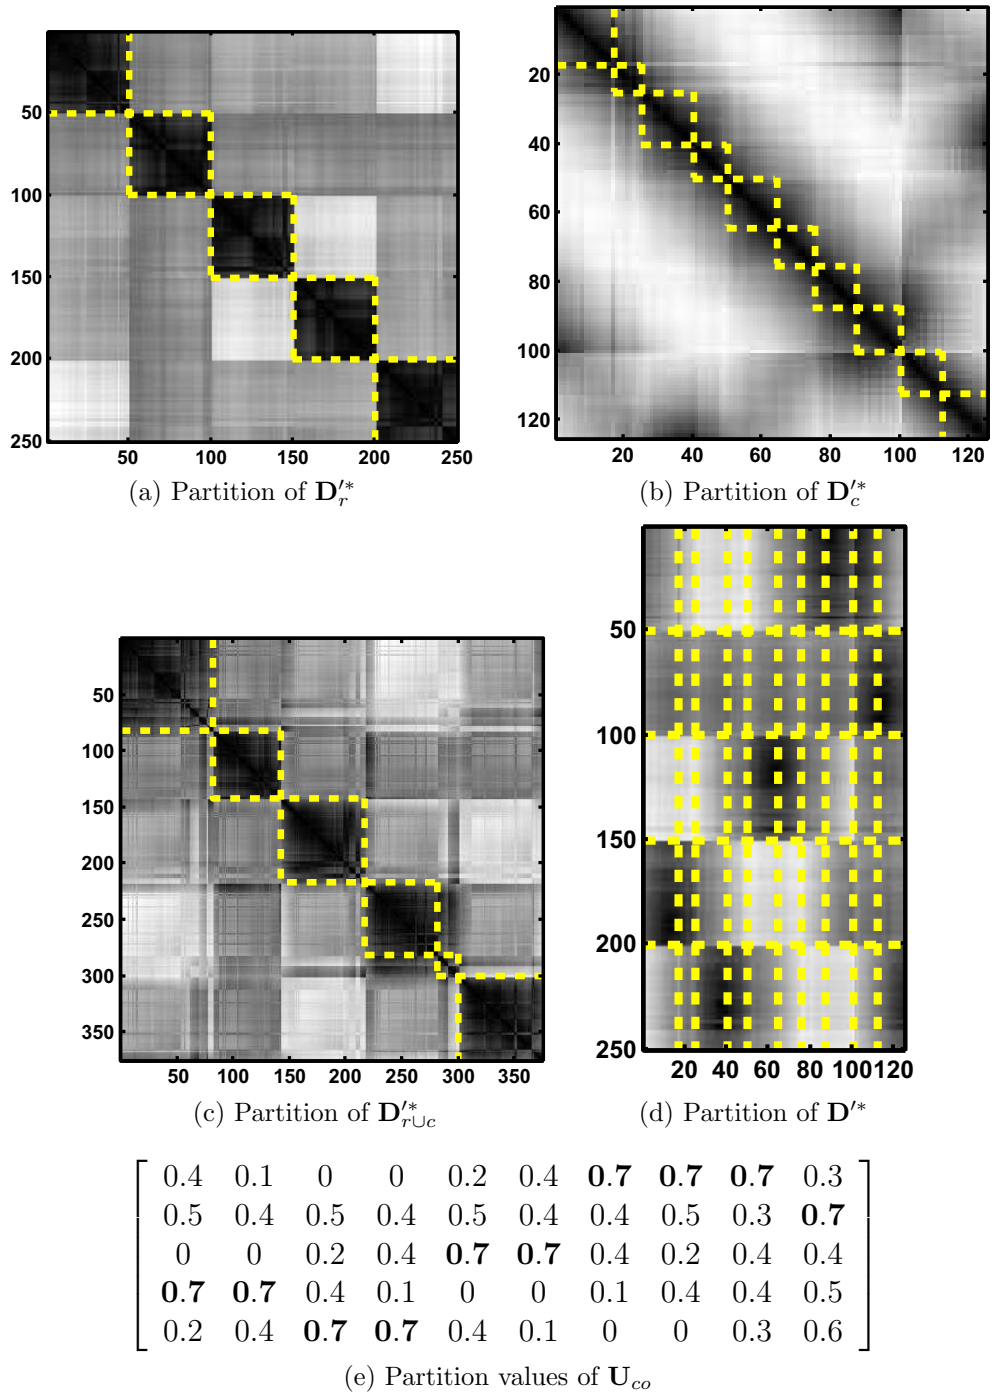 50
100
150
200
250
50 100 150 200 250
(a) Partition of D′*r
20
40
60
80
100
120
20 40 60 80 100 120
(b) Partition of D′*c
50
100
150
200
250
300
350
50 100 150 200 250 300 350
(c) Partition of D′*r∪c
50
100
150
200
250
20 40 60 80 100 120
(d) Partition of D′*
0.4 0.1 0 0 0.2 0.4 0.7 0.7 0.7 0.3
0.5 0.4 0.5 0.4 0.5 0.4 0.4 0.5 0.3 0.7
0 0 0.2 0.4 0.7 0.7 0.4 0.2 0.4 0.4
0.7 0.7 0.4 0.1 0 0 0.1 0.4 0.4 0.5
0.2 0.4 0.7 0.7 0.4 0.1 0 0 0.3 0.6
(e) Partition values of Uco